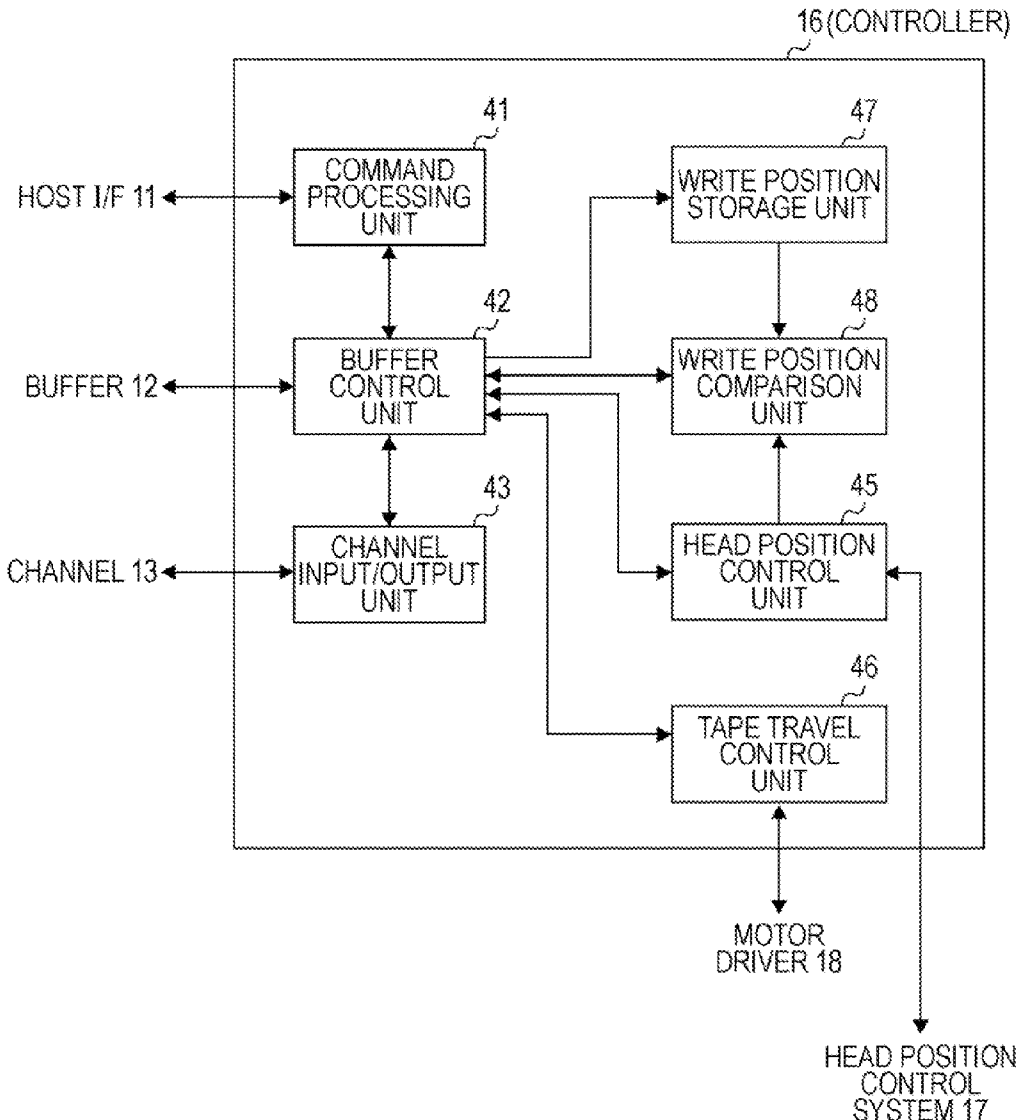 16(CONTROLLER)
41
COMMAND
PROCESSING
UNIT
47
WRITE POSITION
STORAGE UNIT
HOST I/F 11
42
BUFFER
CONTROL
UNIT
48
WRITE POSITION
COMPARISON
UNIT
BUFFER 12
43
CHANNEL
INPUT/OUTPUT
UNIT
45
HEAD POSITION
CONTROL
UNIT
CHANNEL 13
46
TAPE TRAVEL
CONTROL
UNIT
MOTOR
DRIVER 18
HEAD POSITION
CONTROL
SYSTEM 17